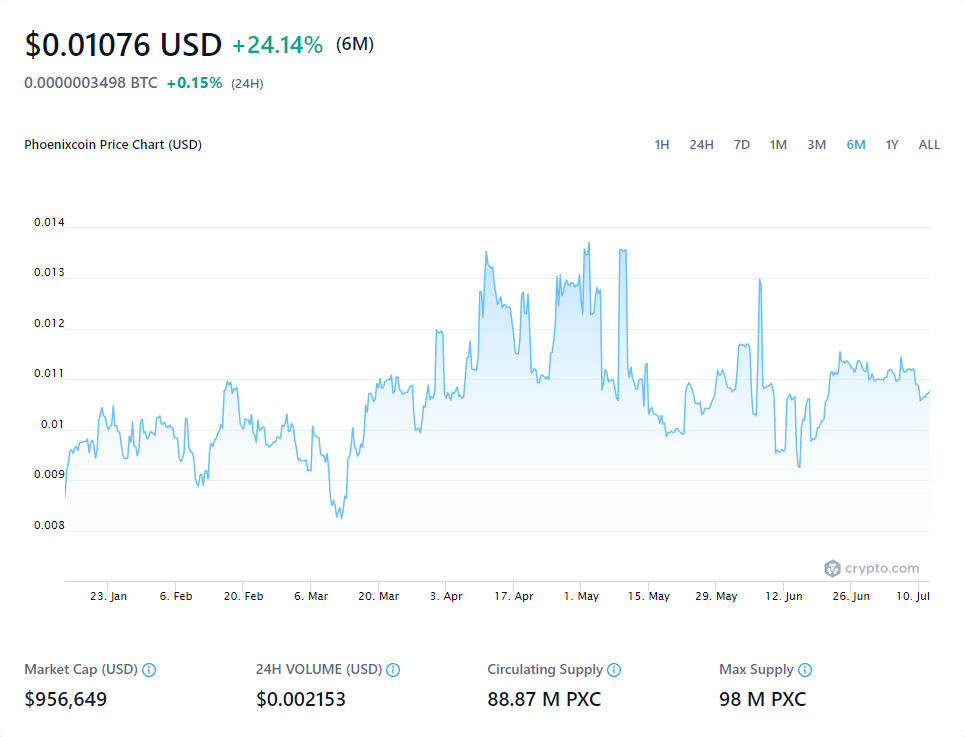 $0.01076 USD +24.14% (6M)
0.0000003498 BTC +0.15% (24H)
Phoenixcoin Price Chart (USD)
1H 24H 7D 1M 3M 6M 1Y ALL
0.014
0.013
0.012
0.011
0.01
0.009
0.008
crypto.com
23. Jan 6. Feb 20. Feb 6. Mar 20. Mar 3. Apr 17. Apr 1. May 15. May 29. May 12. Jun 26. Jun 10. Jul
Market Cap (USD) 24H VOLUME (USD) Circulating Supply Max Supply
$956,649 $0.002153 88.87 M PXC 98 M PXC